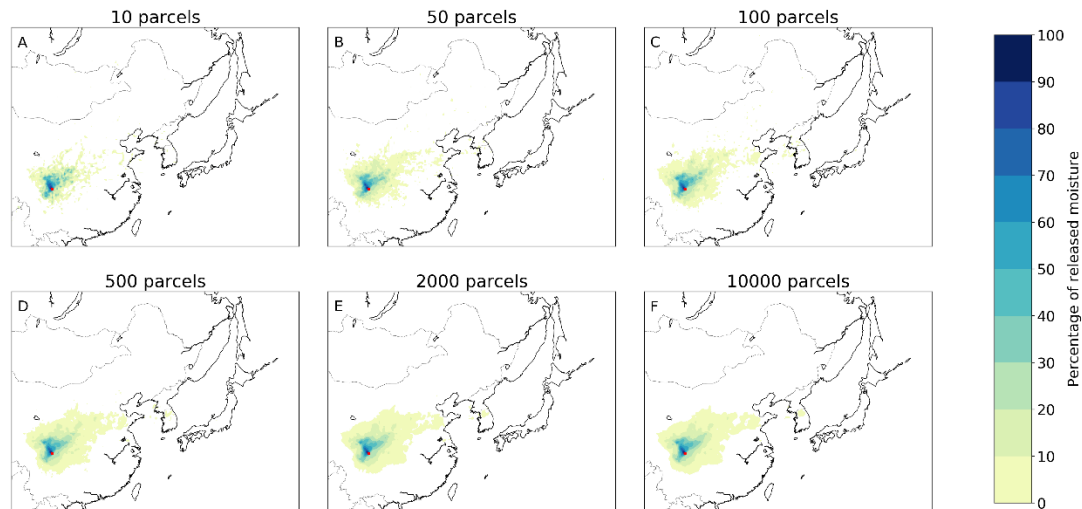 10 parcels
50 parcels
100 parcels
A
B
C
500 parcels
2000 parcels
10000 parcels
D
E
F
100
90
80
70
60
50
40
30
20
10
0
Percentage of released moisture